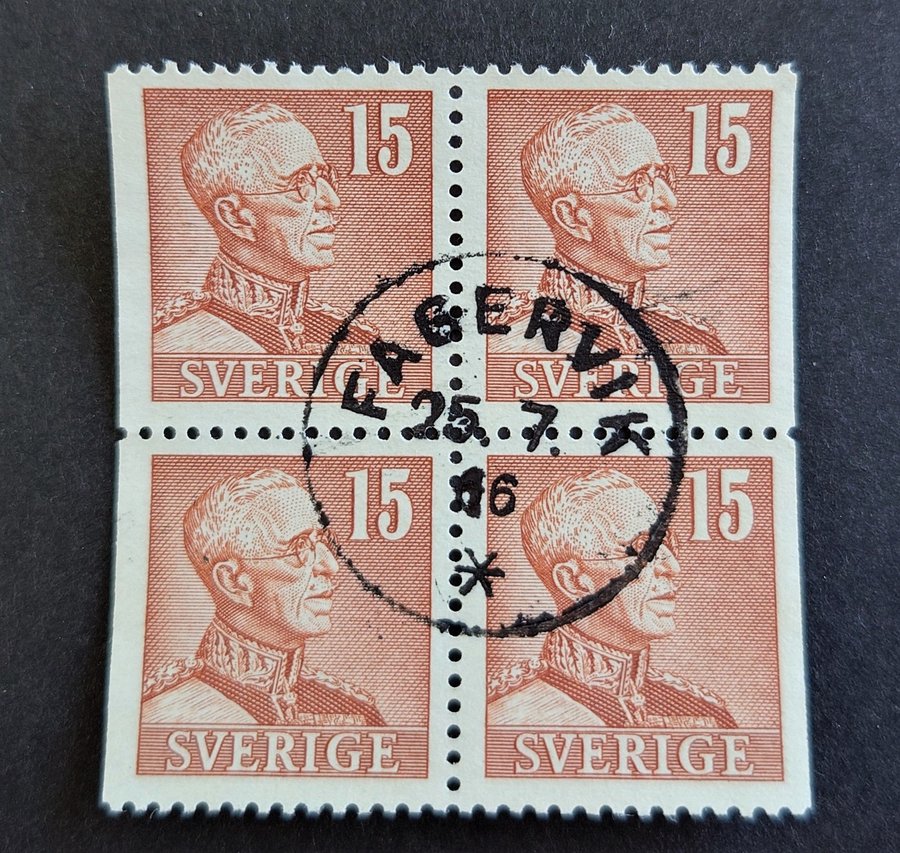 15 15
SVERIGE SVERIGE
FAGERVIK
25. 7.
46
*
15 15
SVERIGE SVERIGE